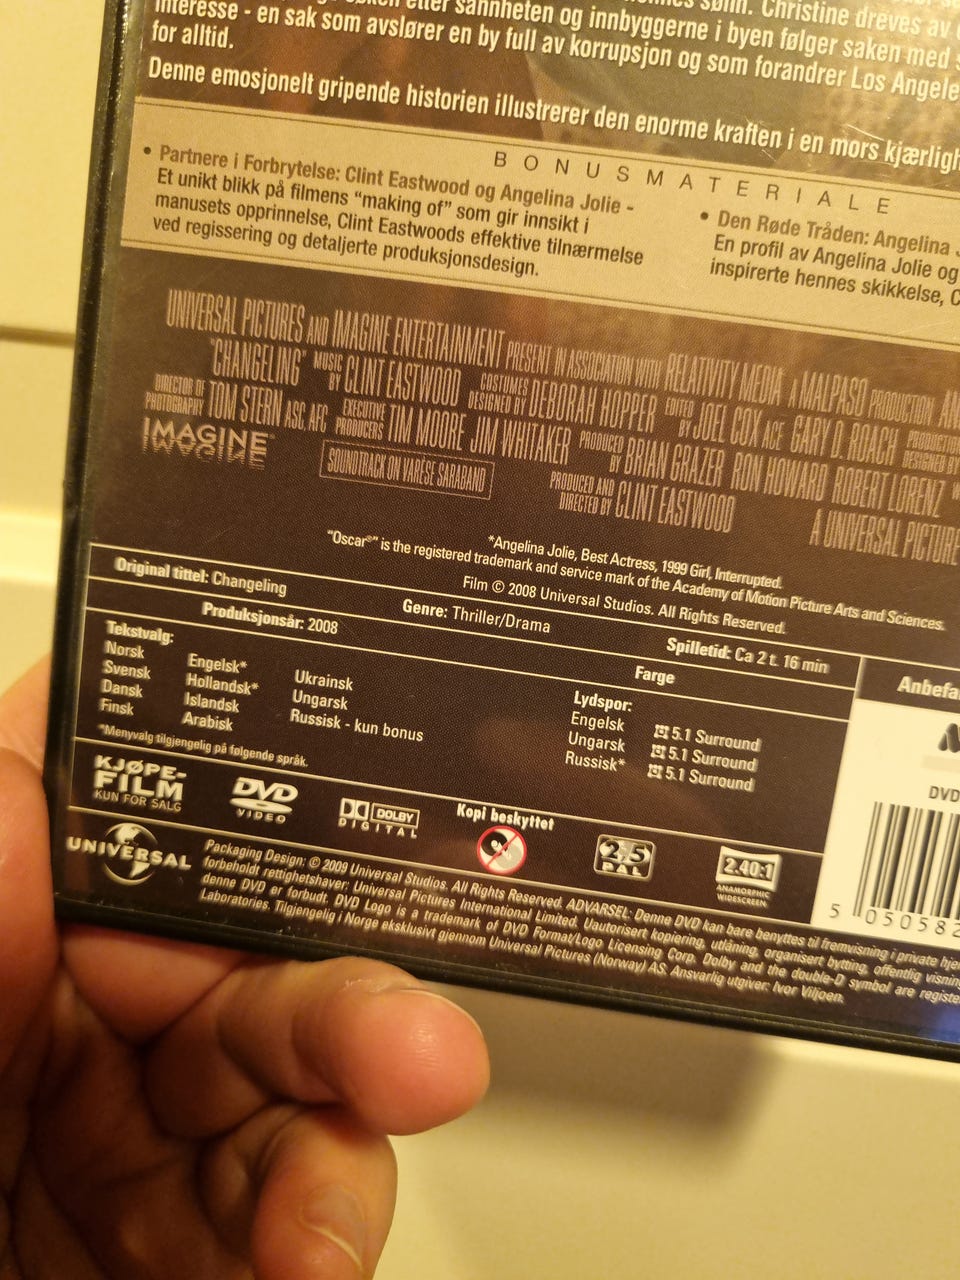 sannheten og innbyggerne i byen følger saken med
interesse - en sak som avslører en by full av korrupsjon og som forandrer Los
for alltid.
Denne emosjonelt gripende historien illustrerer den enorme kraften i en mors
BONUSMATERIALE
• Partnere i Forbrytelse: Clint Eastwood og Angelina Jolie -
Et unikt blikk på filmens "making of" som gir innsikt i
manusets opprinnelse, Clint Eastwoods effektive tilnærmelse
ved regissering og detaljerte produksjonsdesign.
• Den Røde Tråden: Angelina
En profil av Angelina Jolie og
inspirerte hennes skikkelse,
UNIVERSAL PICTURES AND IMAGINE ENTERTAINMENT PRESENT IN ASSOCIATION WITH RELATIVITY MEDIA A MALPASO PRODUCTION
"CHANGELING" MUSIC BY CLINT EASTWOOD COSTUMES DESIGNED BY DEBORAH HOPPER EDITED BY JOEL COX ACE GARY D. ROACH PRODUCTION DESIGNED BY
DIRECTOR OF PHOTOGRAPHY TOM STERN ASC, AFC EXECUTIVE PRODUCERS TIM MOORE JIM WHITAKER PRODUCED BY BRIAN GRAZER RON HOWARD ROBERT LORENZ
PRODUCED AND DIRECTED BY CLINT EASTWOOD
IMAGINE
SOUNDTRACK ON VARÈSE SARABAND
A UNIVERSAL PICTURE
*Angelina Jolie, Best Actress, 1999 Girl, Interrupted.
"Oscar®" is the registered trademark and service mark of the Academy of Motion Picture Arts and Sciences.
Film © 2008 Universal Studios. All Rights Reserved.
Original tittel: Changeling
Produksjonsår: 2008
Genre: Thriller/Drama
Spilletid: Ca 2 t. 16 min
Farge
Tekstvalg:
Norsk
Svensk
Dansk
Finsk
Engelsk*
Hollandsk*
Islandsk
Arabisk
Ukrainsk
Ungarsk
Russisk - kun bonus
*Menyvalg tilgjengelig på følgende språk.
Lydspor:
Engelsk 5.1 Surround
Ungarsk 5.1 Surround
Russisk* 5.1 Surround
DVD
KJØPE-
FILM
KUN FOR SALG
DVD
VIDEO
DOLBY
DIGITAL
Kopi beskyttet
2,5
PAL
2.40:1
ANAMORPHIC
WIDESCREEN
5 050582
UNIVERSAL
Packaging Design: © 2009 Universal Studios. All Rights Reserved. ADVARSEL: Denne DVD kan bare benyttes til fremvisning i private
forbeholdt rettighetshaver; Universal Pictures International Limited. Uautorisert kopiering, utlåning, organisert bytting, offentlig
denne DVD er forbudt. DVD Logo is a trademark of DVD Format/Logo Licensing Corp. Dolby and the double-D symbol are
Laboratories. Tilgjengelig i Norge eksklusivt gjennom Universal Pictures (Norway) AS. Ansvarlig utgiver: Ivor Viljoen.